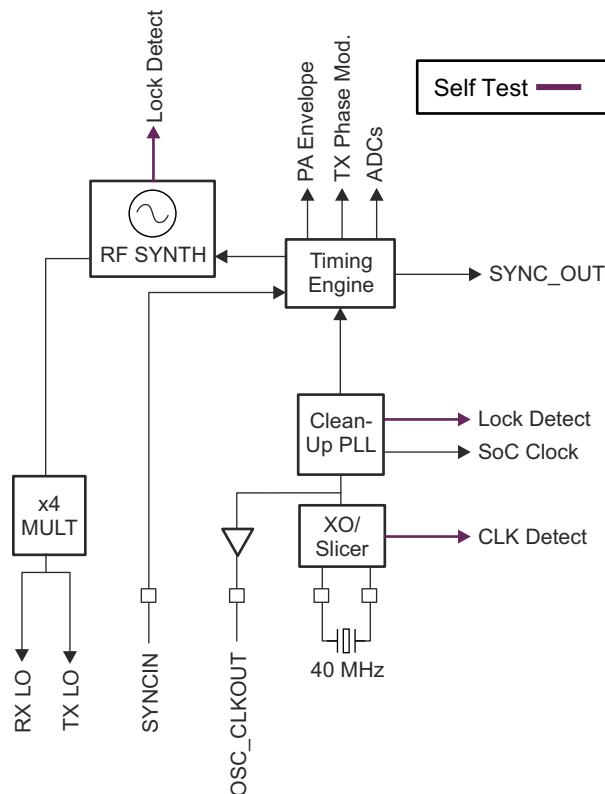 Lock Detect
PA Envelope
TX Phase Mod.
ADCs
Self Test
RF SYNTH
Timing
Engine
SYNC_OUT
Clean-
Up PLL
Lock Detect
SoC Clock
x4
MULT
XO/
Slicer
CLK Detect
40 MHz
RX LO
TX LO
SYNCIN
OSC_CLKOUT